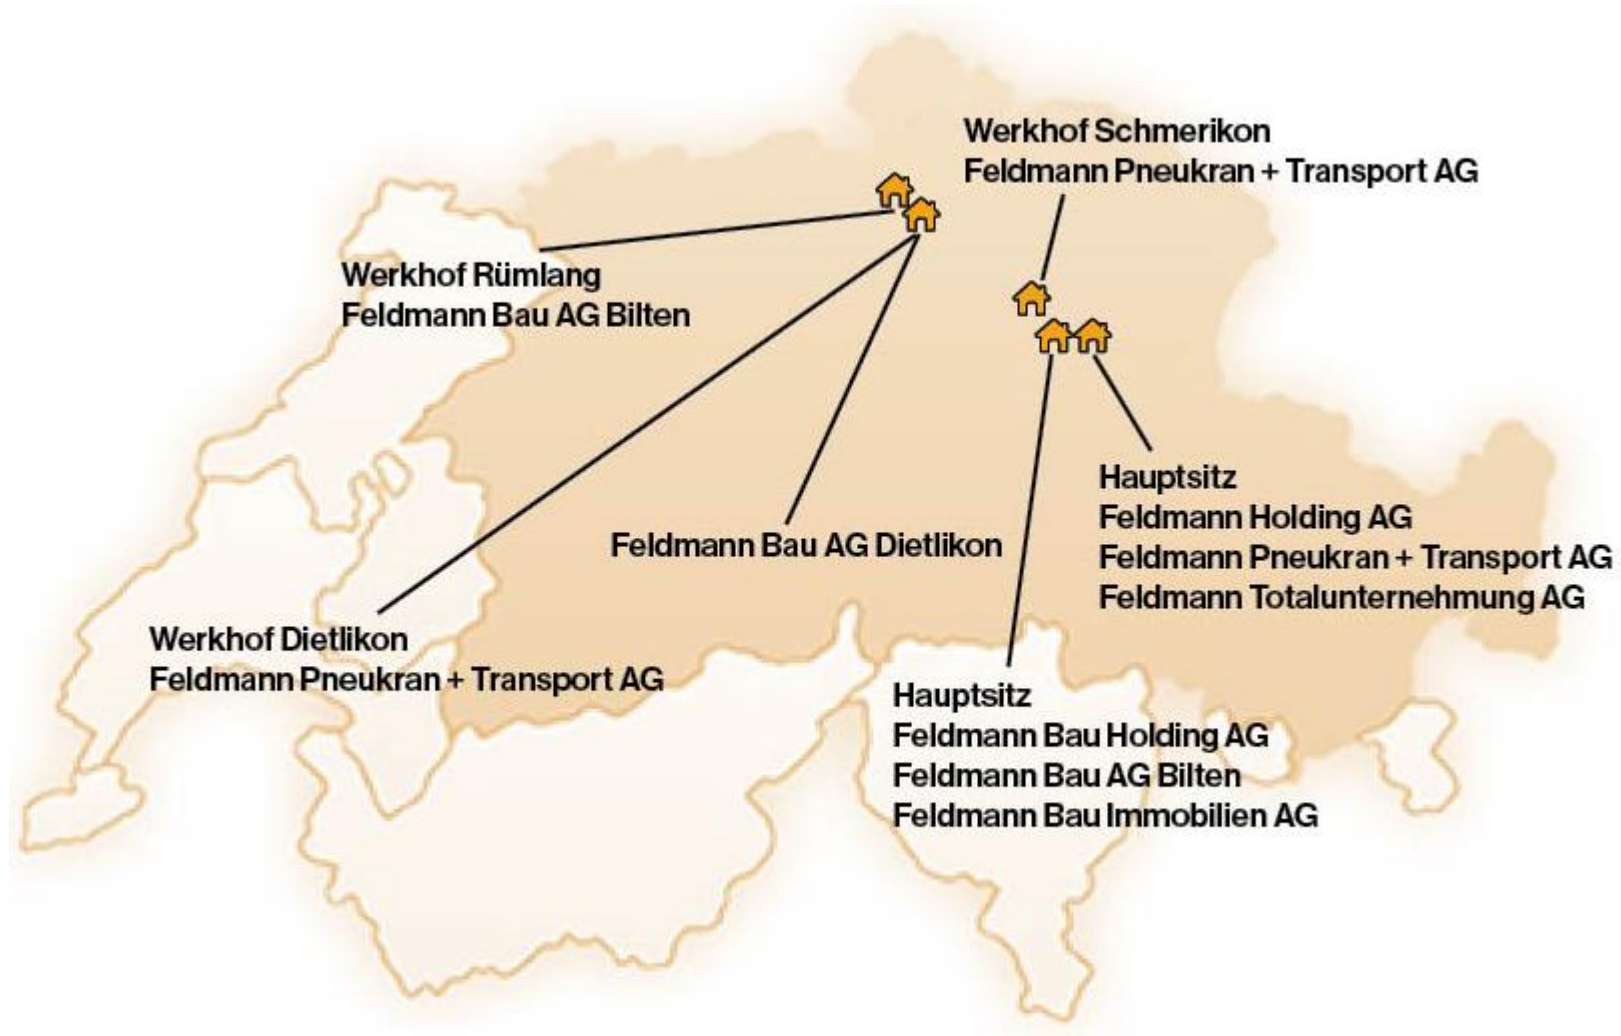 Werkhof Schmerikon
Feldmann Pneukran + Transport AG
Werkhof Rümlang
Feldmann Bau AG Bilten
Hauptsitz
Feldmann Holding AG
Feldmann Pneukran + Transport AG
Feldmann Totalunternehmung AG
Feldmann Bau AG Dietlikon
Werkhof Dietlikon
Feldmann Pneukran + Transport AG
Hauptsitz
Feldmann Bau Holding AG
Feldmann Bau AG Bilten
Feldmann Bau Immobilien AG